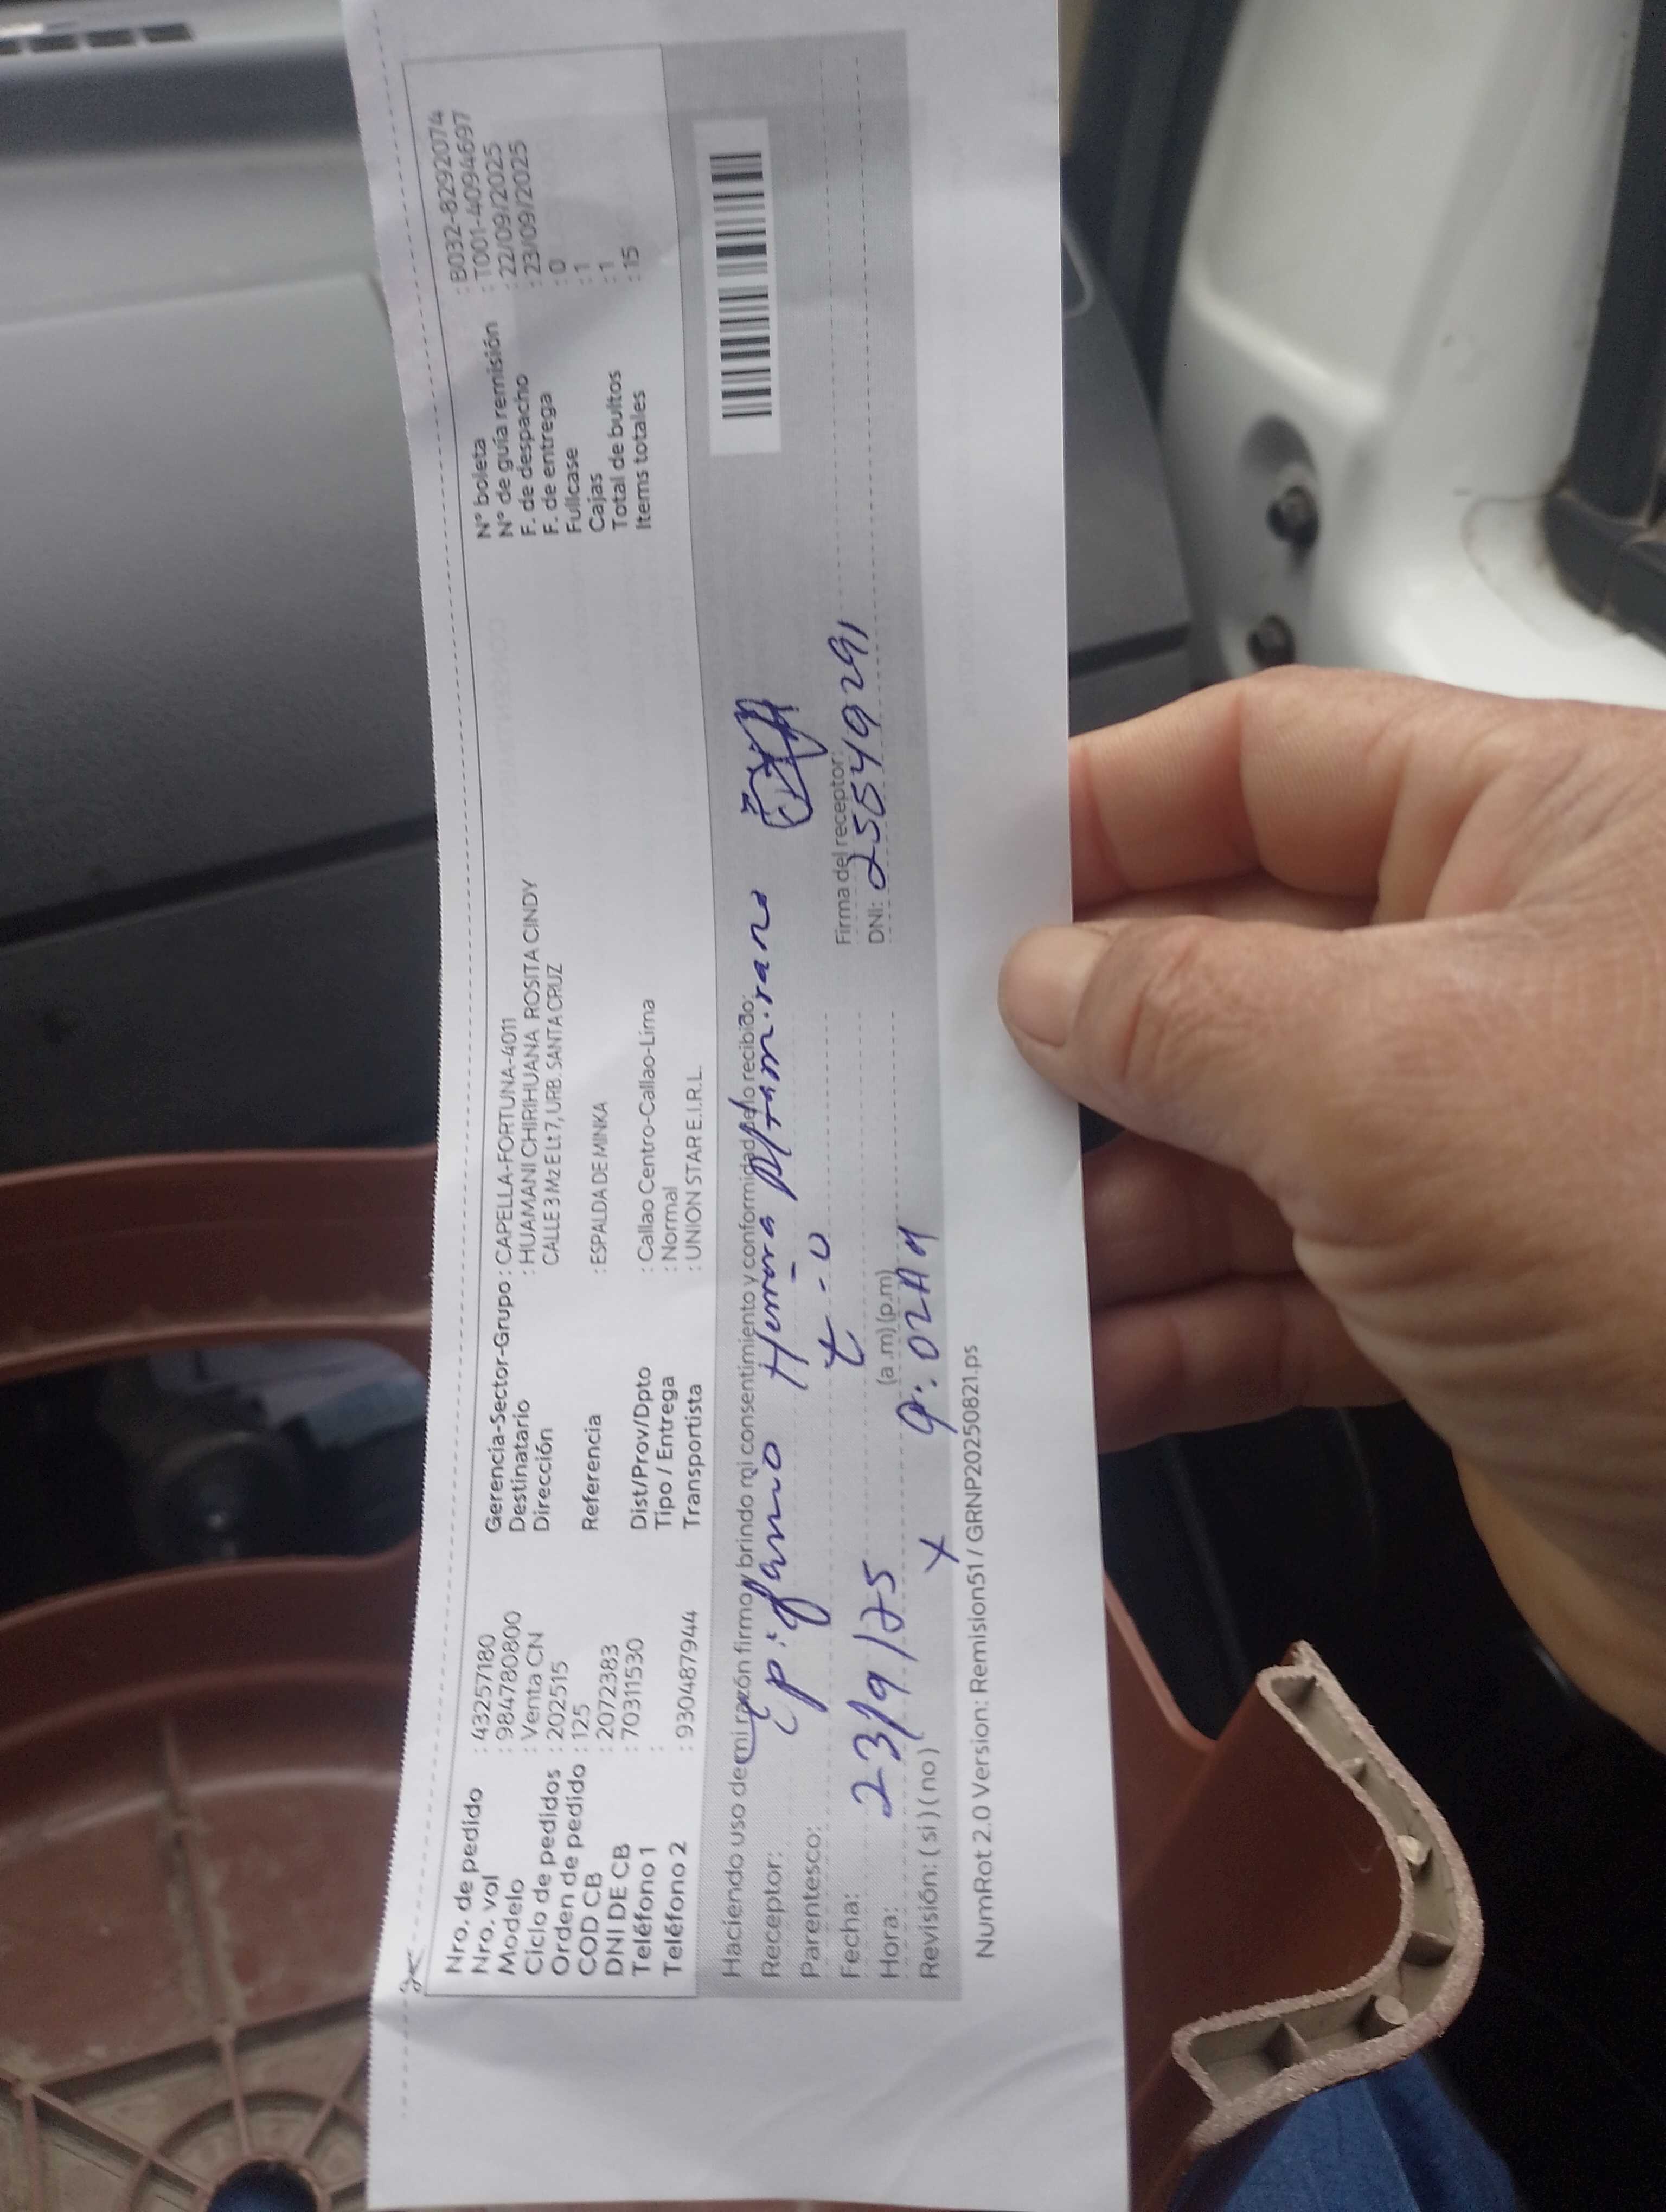 Nro. de pedido : 43257180
Nro. vol : 984780800
Modelo : Venta CN
Ciclo de pedidos : 202515
Orden de pedido : 125
COD CB : 2072383
DNI DE CB : 70311530
Teléfono 1 :
Teléfono 2 : 930487944
Gerencia-Sector-Grupo : CAPELLA-FORTUNA-4011
Destinatario : HUAMANI CHIRIHUANA ROSITA CINDY
Dirección CALLE 3 Mz E Lt 7, URB. SANTA CRUZ
Referencia : ESPALDA DE MINKA
Dist/Prov/Dpto : Callao Centro-Callao-Lima
Tipo / Entrega : Normal
Transportista : UNION STAR E.I.R.L.
N° boleta : B032-8292074
N° de guía remisión : T001-4094697
F. de despacho : 22/09/2025
F. de entrega : 23/09/2025
Fullcase : 0
Cajas : 1
Total de bultos : 1
Items totales : 15
Haciendo uso de mi razón firmo y brindo mi consentimiento y conformidad de lo recibido:
Receptor: Altamirano
Parentesco: tio
Fecha: 23/9/25
Firma del receptor:
Hora: (a.m) (p.m) 9:02AM
DNI: 25549291
Revisión: ( si ) ( no ) X
NumRot 2.0 Version: Remision51 / GRNP20250821.ps